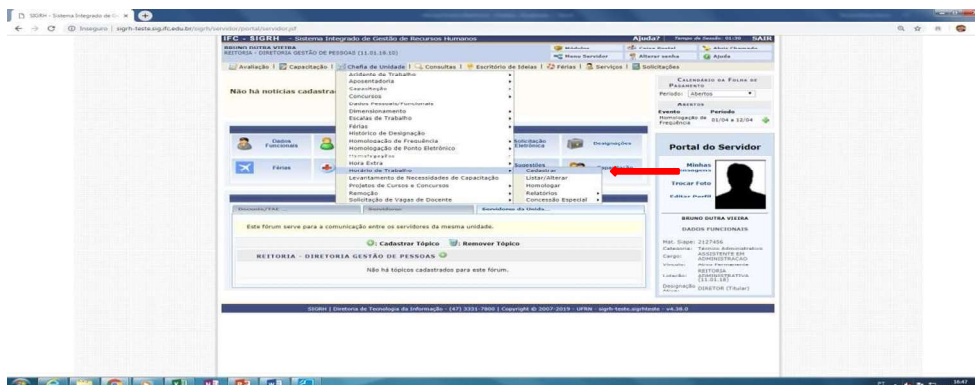 SIGRH - Sistema Integrado de G
Inseguro | sigrh-teste.sig.ifc.edu.br/sigrh/servidor/portal/servidor.jsf
IFC - SIGRH - Sistema Integrado de Gestão de Recursos Humanos
Ajuda? | Tempo de Sessão: 01:30 SAIR
BRUNO DUTRA VIEIRA
REITORIA - DIRETORIA GESTÃO DE PESSOAS (11.01.18.15)
Módulos Caixa Postal Abrir Chamado
Menu Servidor Alterar senha Ajuda
Avaliação | Capacitação | Chefia de Unidade | Consultas | Escritório de Ideias | Férias | Serviços | Solicitações
Acidente de Trabalho
Aposentadoria
Capacitação
Concursos
Dados Pessoais/Funcionais
Dimensionamento
Escalas de Trabalho
Férias
Histórico de Designação
Homologação de Frequência
Homologação de Ponto Eletrônico
Homologações
Hora Extra
Horário de Trabalho
Levantamento de Necessidades de Capacitação
Projetos de Cursos e Concursos
Remoção
Solicitação de Vagas de Docente
Cadastrar
Listar/Alterar
Homologar
Relatórios
Concessão Especial
Não há notícias cadastra
Dados Funcionais
Solicitação Eletrônica
Designações
Férias
Sugestões
Capacitação
Servidores
Servidores da Unida...
Este fórum serve para a comunicação entre os servidores da mesma unidade.
: Cadastrar Tópico : Remover Tópico
REITORIA - DIRETORIA GESTÃO DE PESSOAS
Não há tópicos cadastrados para este fórum.
CALENDÁRIO DA FOLHA DE PAGAMENTO
Período: Abertos
ABERTOS
Evento Período
Homologação de Frequência 01/04 a 12/04
Portal do Servidor
Minhas Mensagens
Trocar Foto
Editar Perfil
BRUNO DUTRA VIEIRA
DADOS FUNCIONAIS
Mat. Siape: 2127456
Categoria: Técnico Administrativo
Cargo: ASSISTENTE EM ADMINISTRACAO
Vínculo: Ativo Permanente
Lotação: REITORIA ADMINISTRATIVA (11.01.18)
Designação DIRETOR (Titular)
SIGRH | Diretoria de Tecnologia da Informação - (47) 3331-7800 | Copyright © 2007-2019 - UFRN - sigrh-teste.sigrhteste - v4.38.0
PT
16:47